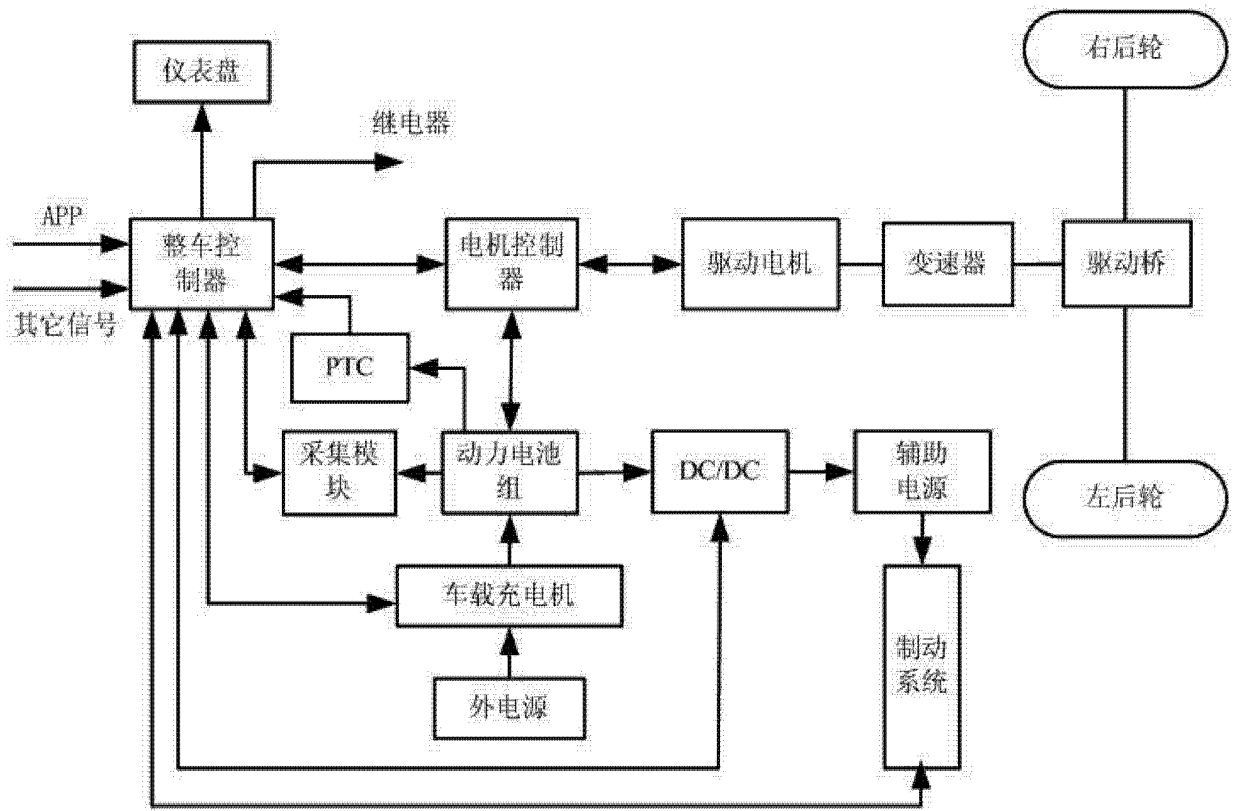 右后轮
仪表盘
继电器
APP
整车控
制器
电机控制
器
驱动电机
变速器
驱动桥
其它信号
PTC
采集模
块
动力电池
组
DC/DC
辅助
电源
左后轮
车载充电机
制动
系统
外电源